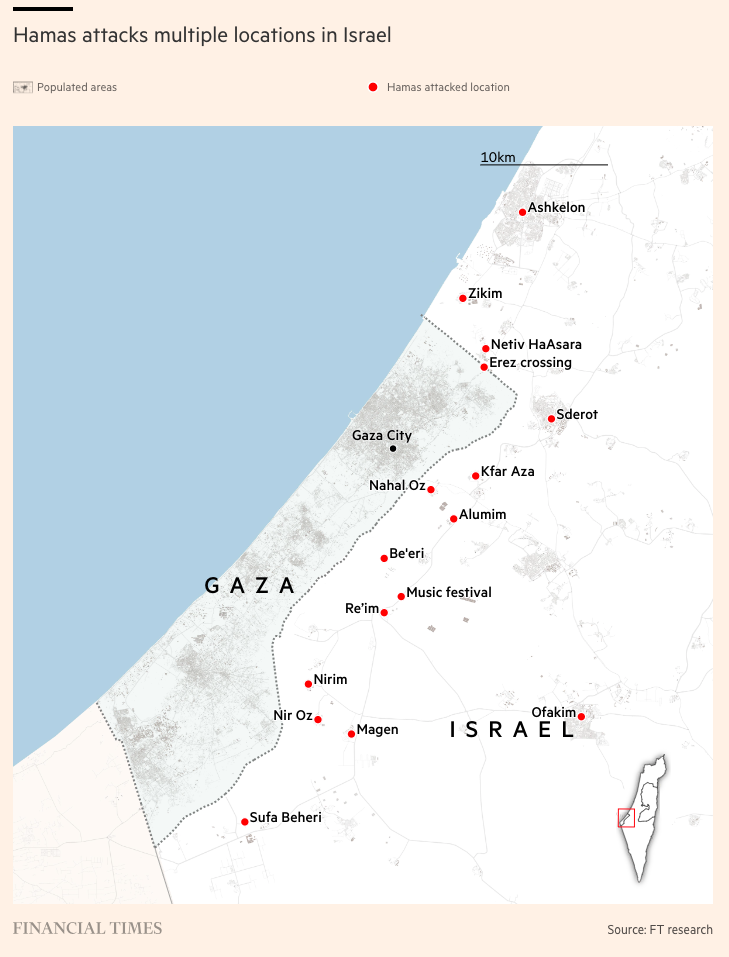 Hamas attacks multiple locations in Israel
Populated areas
Hamas attacked location
10km
Ashkelon
Zikim
Netiv HaAsara
Erez crossing
Sderot
Gaza City
Kfar Aza
Nahal Oz
Alumim
Be'eri
GAZA
Music festival
Re’im
Nirim
Nir Oz
Ofakim
Magen
ISRAEL
Sufa Beheri
FINANCIAL TIMES
Source: FT research